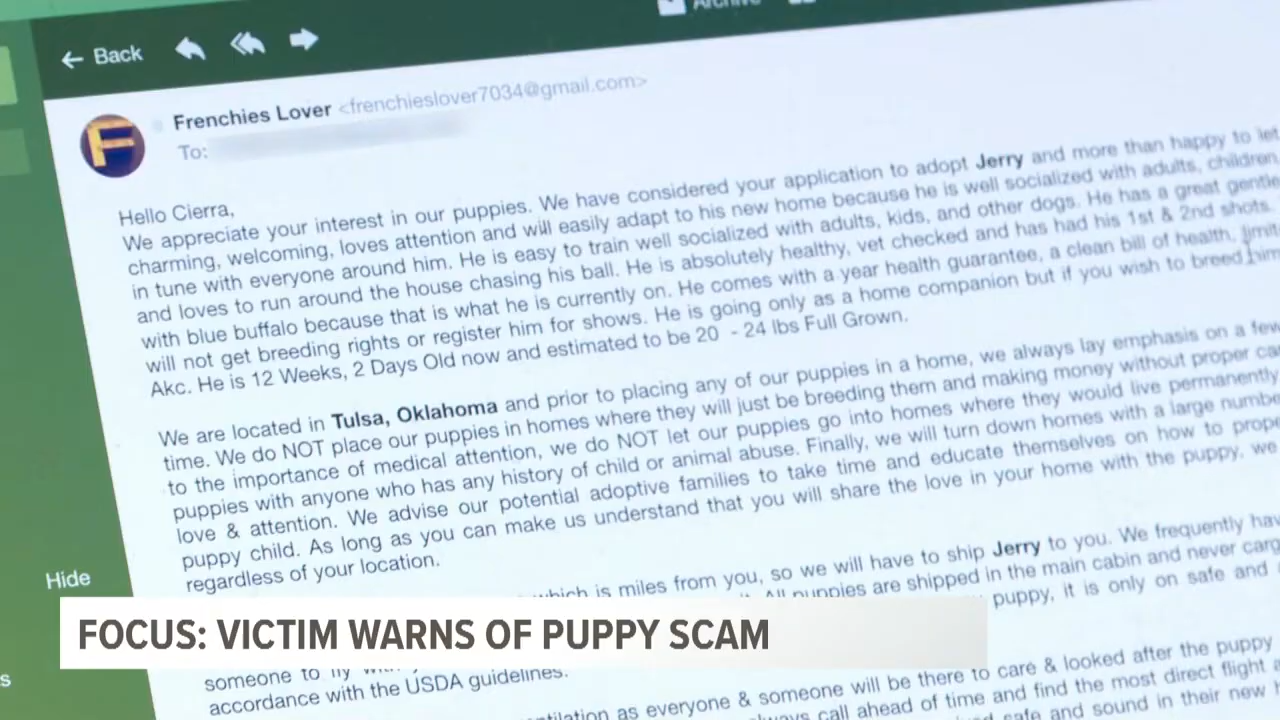 Archive
← Back
Frenchies Lover <frenchieslover7034@gmail.com>
To:
Hello Cierra,
We appreciate your interest in our puppies. We have considered your application to adopt Jerry and more than happy to let
charming, welcoming, loves attention and will easily adapt to his new home because he is well socialized with adults, children,
in tune with everyone around him. He is easy to train well socialized with adults, kids, and other dogs. He has a great gentle
and loves to run around the house chasing his ball. He is absolutely healthy, vet checked and has had his 1st & 2nd shots.
with blue buffalo because that is what he is currently on. He comes with a year health guarantee, a clean bill of health, limit
will not get breeding rights or register him for shows. He is going only as a home companion but if you wish to breed him
Akc. He is 12 Weeks, 2 Days Old now and estimated to be 20 - 24 lbs Full Grown.
We are located in Tulsa, Oklahoma and prior to placing any of our puppies in a home, we always lay emphasis on a few
time. We do NOT place our puppies in homes where they will just be breeding them and making money without proper car
to the importance of medical attention, we do NOT let our puppies go into homes where they would live permanently
puppies with anyone who has any history of child or animal abuse. Finally, we will turn down homes with a large numbe
love & attention. We advise our potential adoptive families to take time and educate themselves on how to prope
puppy child. As long as you can make us understand that you will share the love in your home with the puppy, we
regardless of your location.
Hide
which is miles from you, so we will have to ship Jerry to you. We frequently hav
All puppies are shipped in the main cabin and never carg
puppy, it is only on safe and
FOCUS: VICTIM WARNS OF PUPPY SCAM
someone to fly
accordance with the USDA guidelines.
s
ntilation as everyone & someone will be there to care & looked after the puppy
always call ahead of time and find the most direct flight a
safe and sound in their new h